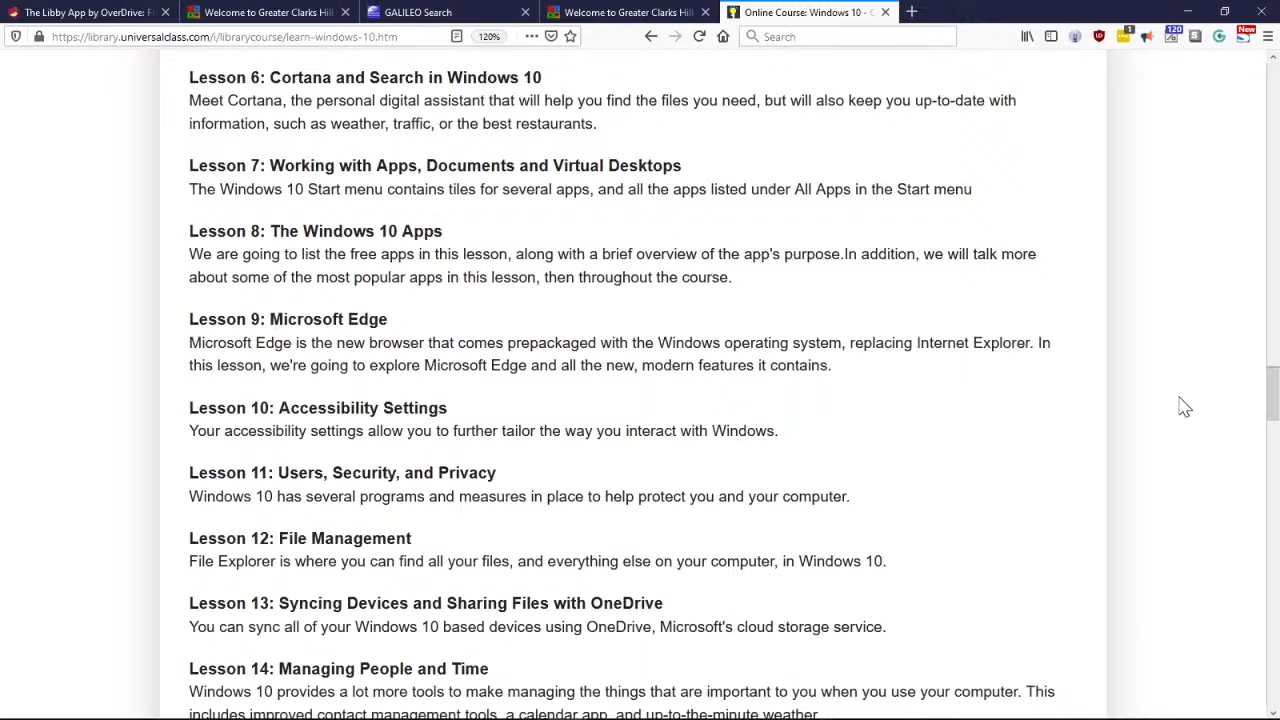 The Libby App by OverDrive: F
Welcome to Greater Clarks Hill
GALILEO Search
Welcome to Greater Clarks Hill
Online Course: Windows 10 - C
https://library.universalclass.com/i/librarycourse/learn-windows-10.htm
120%
Search
1
120
New
Lesson 6: Cortana and Search in Windows 10
Meet Cortana, the personal digital assistant that will help you find the files you need, but will also keep you up-to-date with
information, such as weather, traffic, or the best restaurants.
Lesson 7: Working with Apps, Documents and Virtual Desktops
The Windows 10 Start menu contains tiles for several apps, and all the apps listed under All Apps in the Start menu
Lesson 8: The Windows 10 Apps
We are going to list the free apps in this lesson, along with a brief overview of the app's purpose.In addition, we will talk more
about some of the most popular apps in this lesson, then throughout the course.
Lesson 9: Microsoft Edge
Microsoft Edge is the new browser that comes prepackaged with the Windows operating system, replacing Internet Explorer. In
this lesson, we're going to explore Microsoft Edge and all the new, modern features it contains.
Lesson 10: Accessibility Settings
Your accessibility settings allow you to further tailor the way you interact with Windows.
Lesson 11: Users, Security, and Privacy
Windows 10 has several programs and measures in place to help protect you and your computer.
Lesson 12: File Management
File Explorer is where you can find all your files, and everything else on your computer, in Windows 10.
Lesson 13: Syncing Devices and Sharing Files with OneDrive
You can sync all of your Windows 10 based devices using OneDrive, Microsoft's cloud storage service.
Lesson 14: Managing People and Time
Windows 10 provides a lot more tools to make managing the things that are important to you when you use your computer. This
includes improved contact management tools, a calendar app, and up-to-the-minute weather.